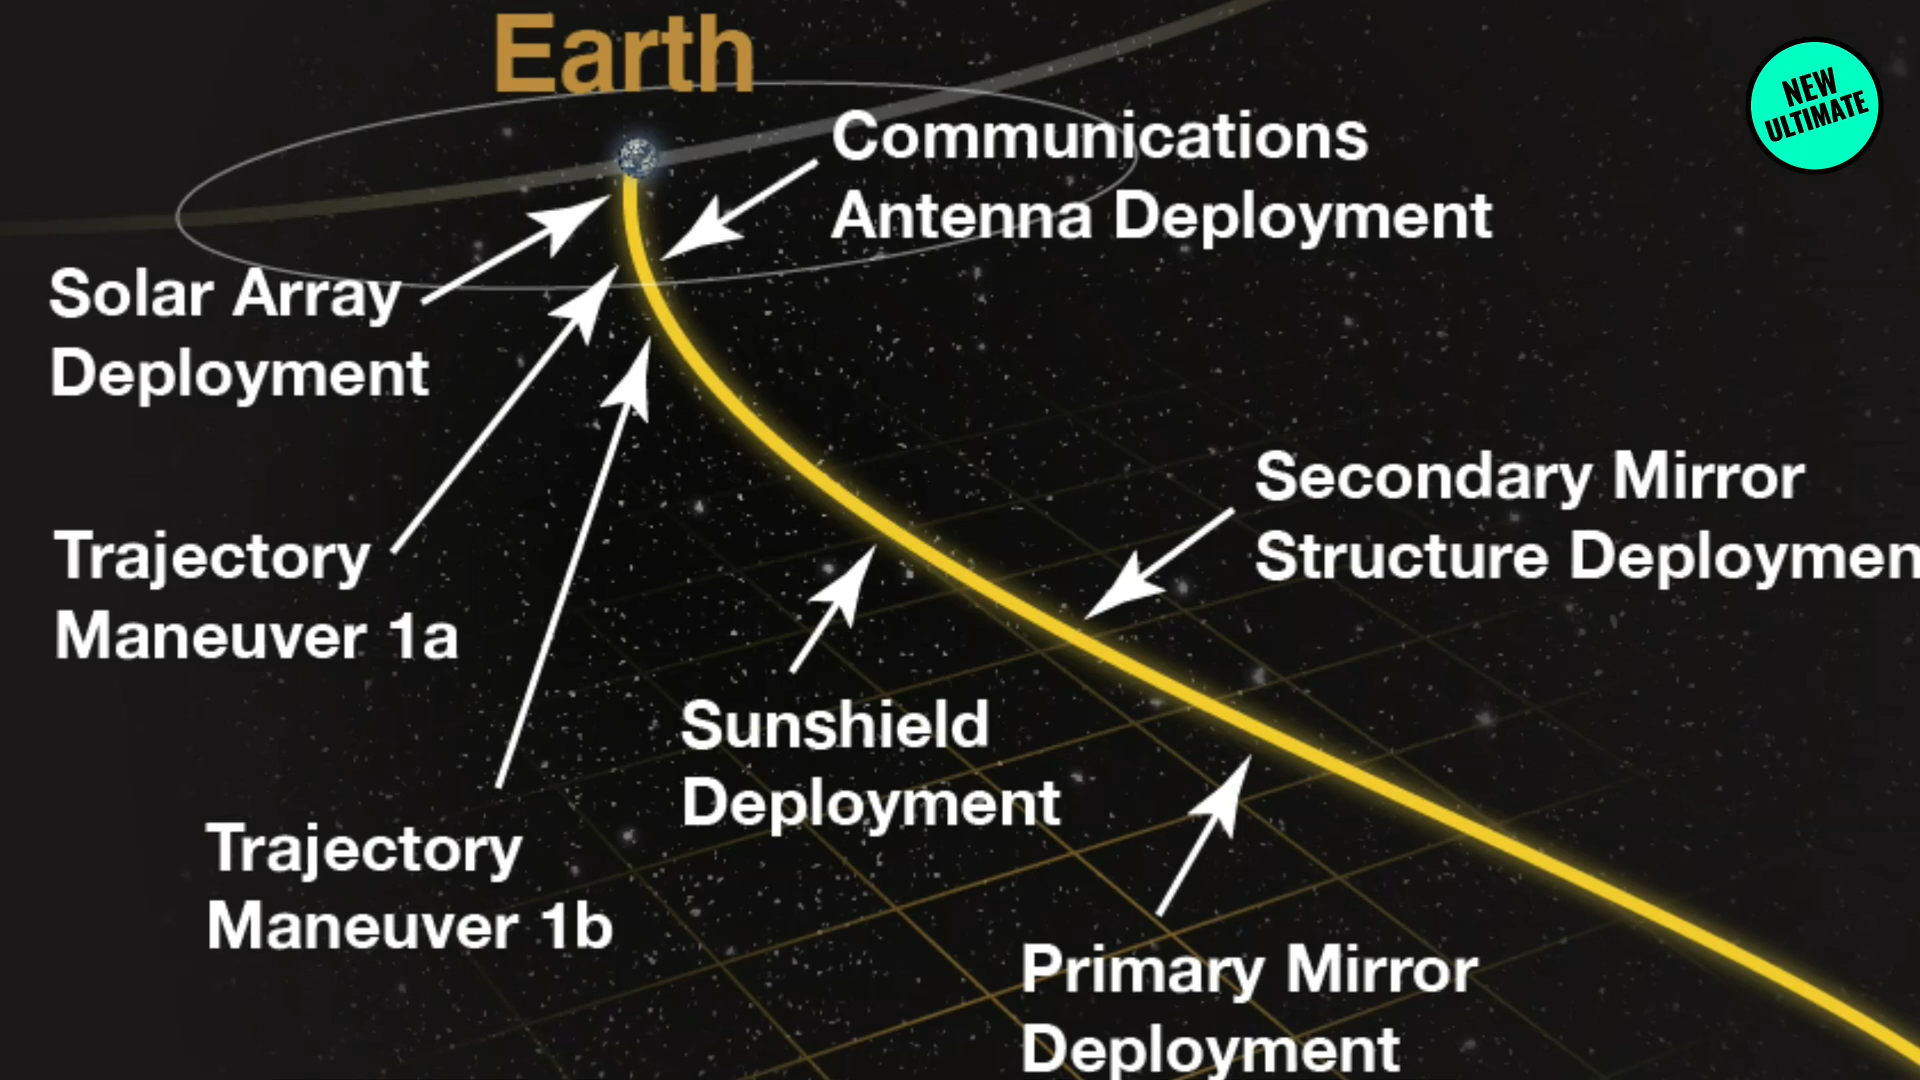 Earth
NEW
ULTIMATE
Communications
Antenna Deployment
Solar Array
Deployment
Trajectory
Maneuver 1a
Secondary Mirror
Structure Deploymen
Sunshield
Deployment
Trajectory
Maneuver 1b
Primary Mirror
Deployment